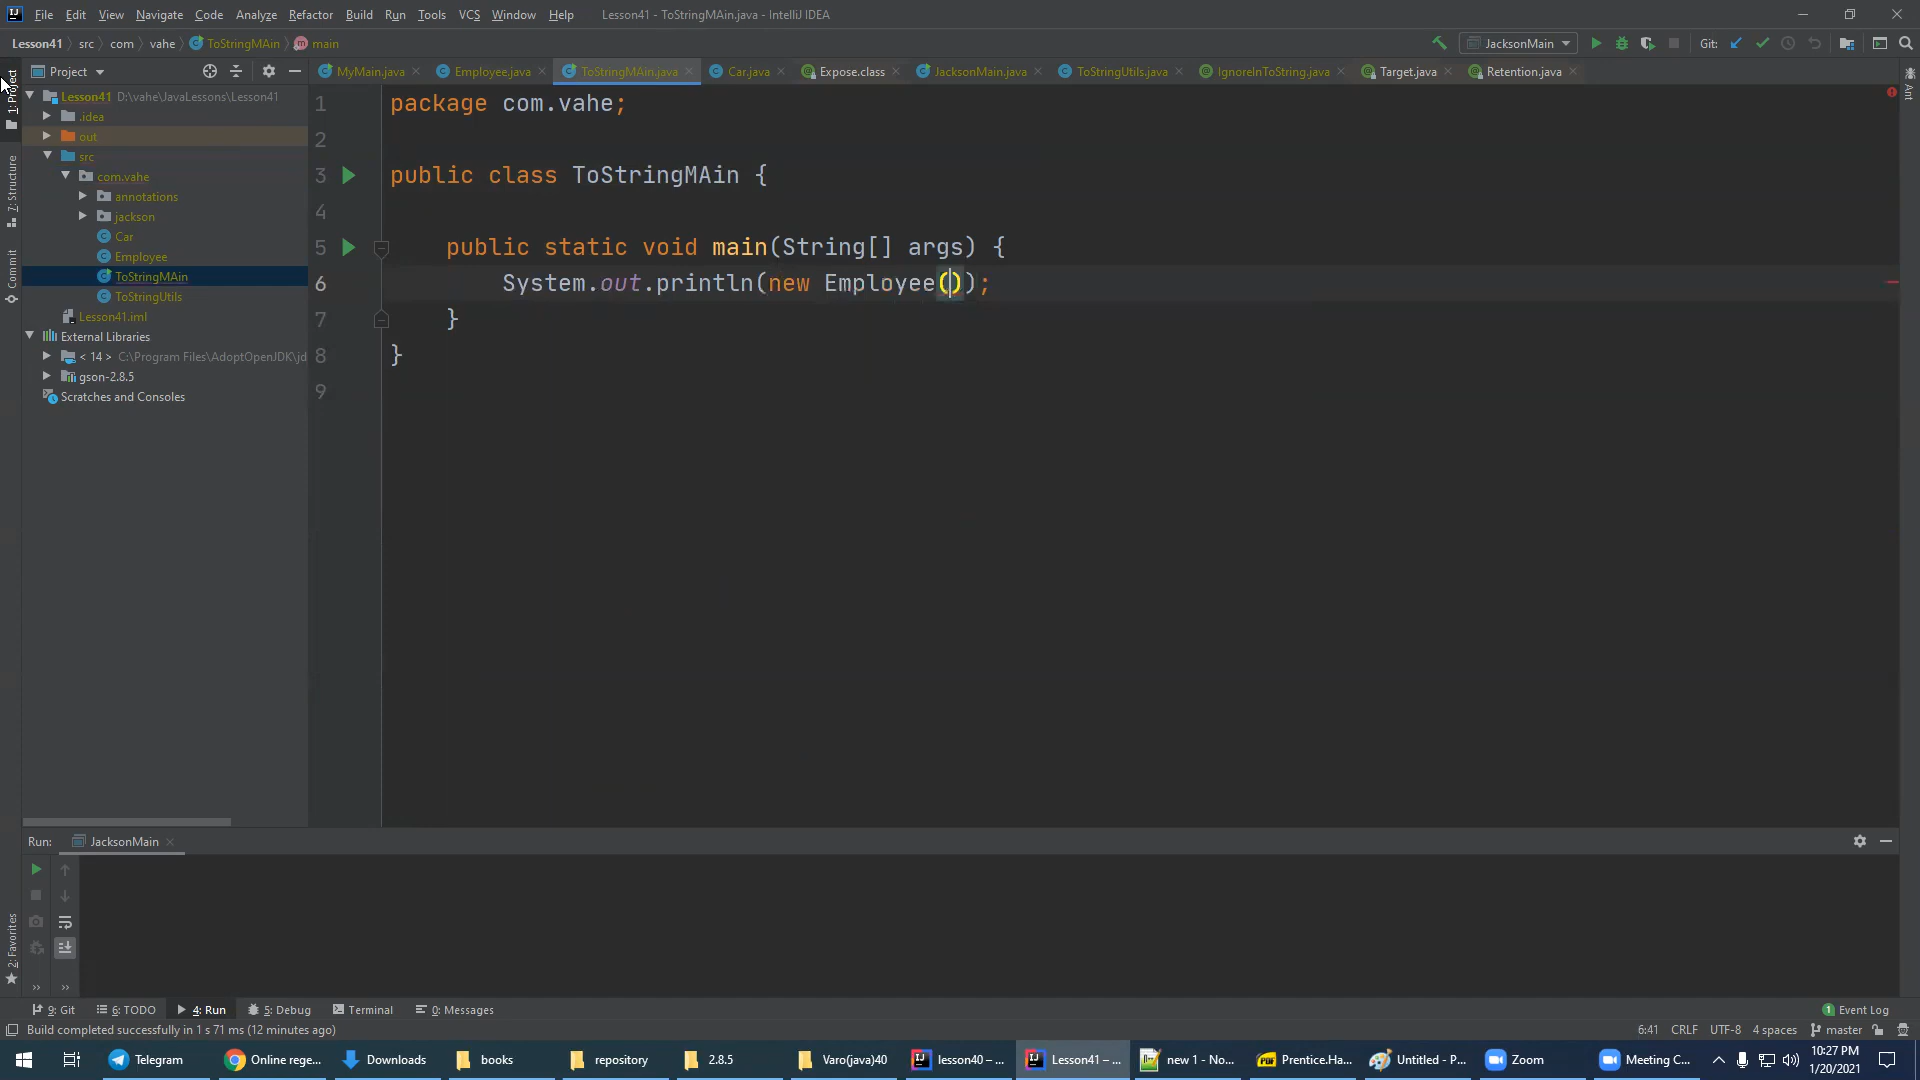 File Edit View Navigate Code Analyze Refactor Build Run Tools VCS Window Help Lesson41 - ToStringMAin.java - IntelliJ IDEA
Lesson41 src com vahe ToStringMAin main JacksonMain Git:
Project MyMain.java Employee.java ToStringMAin.java Car.java Expose.class JacksonMain.java ToStringUtils.java IgnoreInToString.java Target.java Retention.java
1: Project
7: Structure
Commit
2: Favorites
Ant
Lesson41 D:\vahe\JavaLessons\Lesson41
.idea
out
src
com.vahe
annotations
jackson
Car
Employee
ToStringMAin
ToStringUtils
Lesson41.iml
External Libraries
< 14 > C:\Program Files\AdoptOpenJDK\jd
gson-2.8.5
Scratches and Consoles
1 package com.vahe;
2
3 public class ToStringMAin {
4
5 public static void main(String[] args) {
6 System.out.println(new Employee());
7 }
8 }
9
Run: JacksonMain
9: Git 6: TODO 4: Run 5: Debug Terminal 0: Messages 1 Event Log
Build completed successfully in 1 s 71 ms (12 minutes ago) 6:41 CRLF UTF-8 4 spaces master
Telegram Online rege... Downloads books repository 2.8.5 Varo(java)40 lesson40 – ... Lesson41 – ... new 1 - No... Prentice.Ha... Untitled - P... Zoom Meeting C... 10:27 PM
1/20/2021